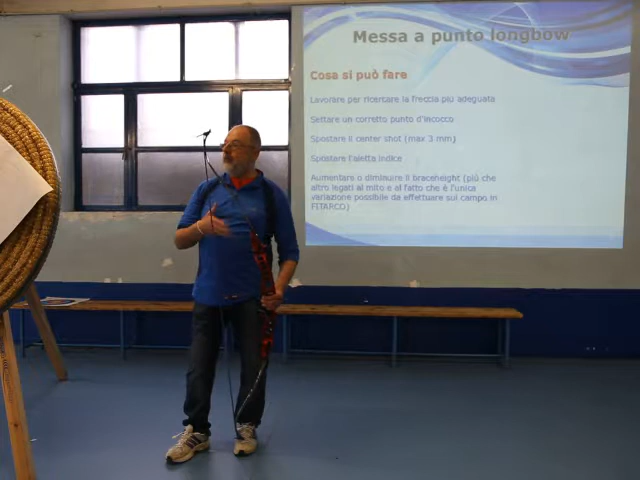 Messa a punto longbow
Cosa si può fare
Lavorare per ricercare la freccia più adeguata
Settare un corretto punto d'incocco
Spostare il center shot (max 3 mm)
Spostare l'aletta indice
Aumentare o diminuire il braceheight (più che
altro legati al mito e al fatto che è l'unica
variazione possibile da effettuare sul campo in
FITARCO)